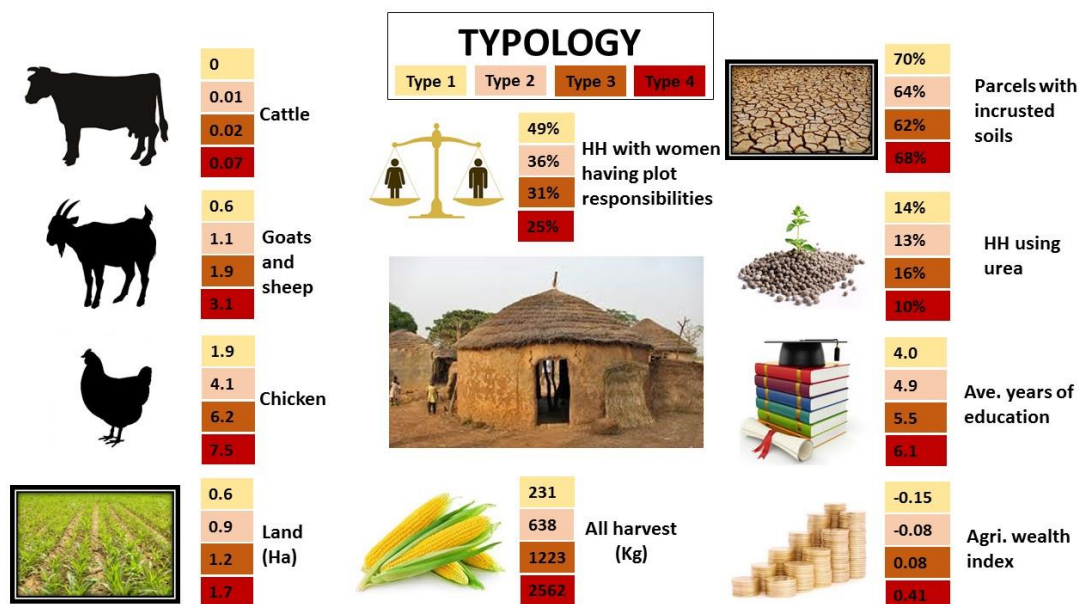 TYPOLOGY
Type 1
Type 2
Type 3
Type 4
0
0.01
0.02
0.07
Cattle
0.6
1.1
1.9
3.1
Goats
and
sheep
1.9
4.1
6.2
7.5
Chicken
0.6
0.9
1.2
1.7
Land
(Ha)
49%
36%
31%
25%
HH with women
having plot
responsibilities
231
638
1223
2562
All harvest
(Kg)
70%
64%
62%
68%
Parcels with
incrusted
soils
14%
13%
16%
10%
HH using
urea
4.0
4.9
5.5
6.1
Ave. years of
education
-0.15
-0.08
0.08
0.41
Agri. wealth
index